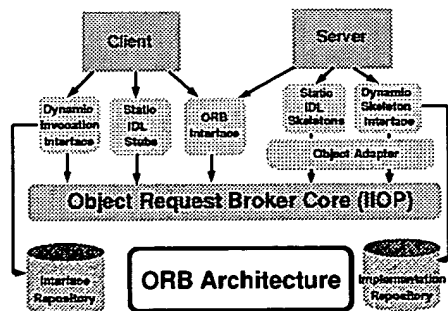 Client
Server
Dynamic
Invocation
Interface
Static
IDL
Stubs
ORB
Interface
Static
IDL
Skeletons
Dynamic
Skeleton
Interface
Object Adapter
Object Request Broker Core (IIOP)
Interface
Repository
ORB Architecture
Implementation
Repository